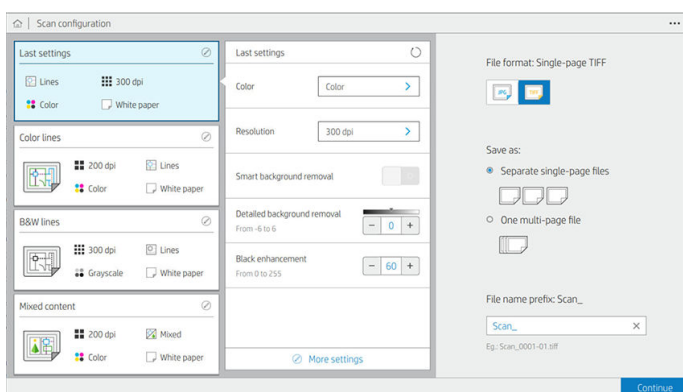 Scan configuration
Last settings
Lines
300 dpi
Color
White paper
Color lines
200 dpi
Lines
Color
White paper
B&W lines
300 dpi
Lines
Grayscale
White paper
Mixed content
200 dpi
Mixed
Color
White paper
Last settings
Color
Color
Resolution
300 dpi
Smart background removal
Detailed background removal
From -6 to 6
- 0 +
Black enhancement
From 0 to 255
- 60 +
More settings
File format: Single-page TIFF
JPG
TIFF
Save as:
Separate single-page files
One multi-page file
File name prefix: Scan_
Scan_
Eg.: Scan_0001-01.tiff
Continue